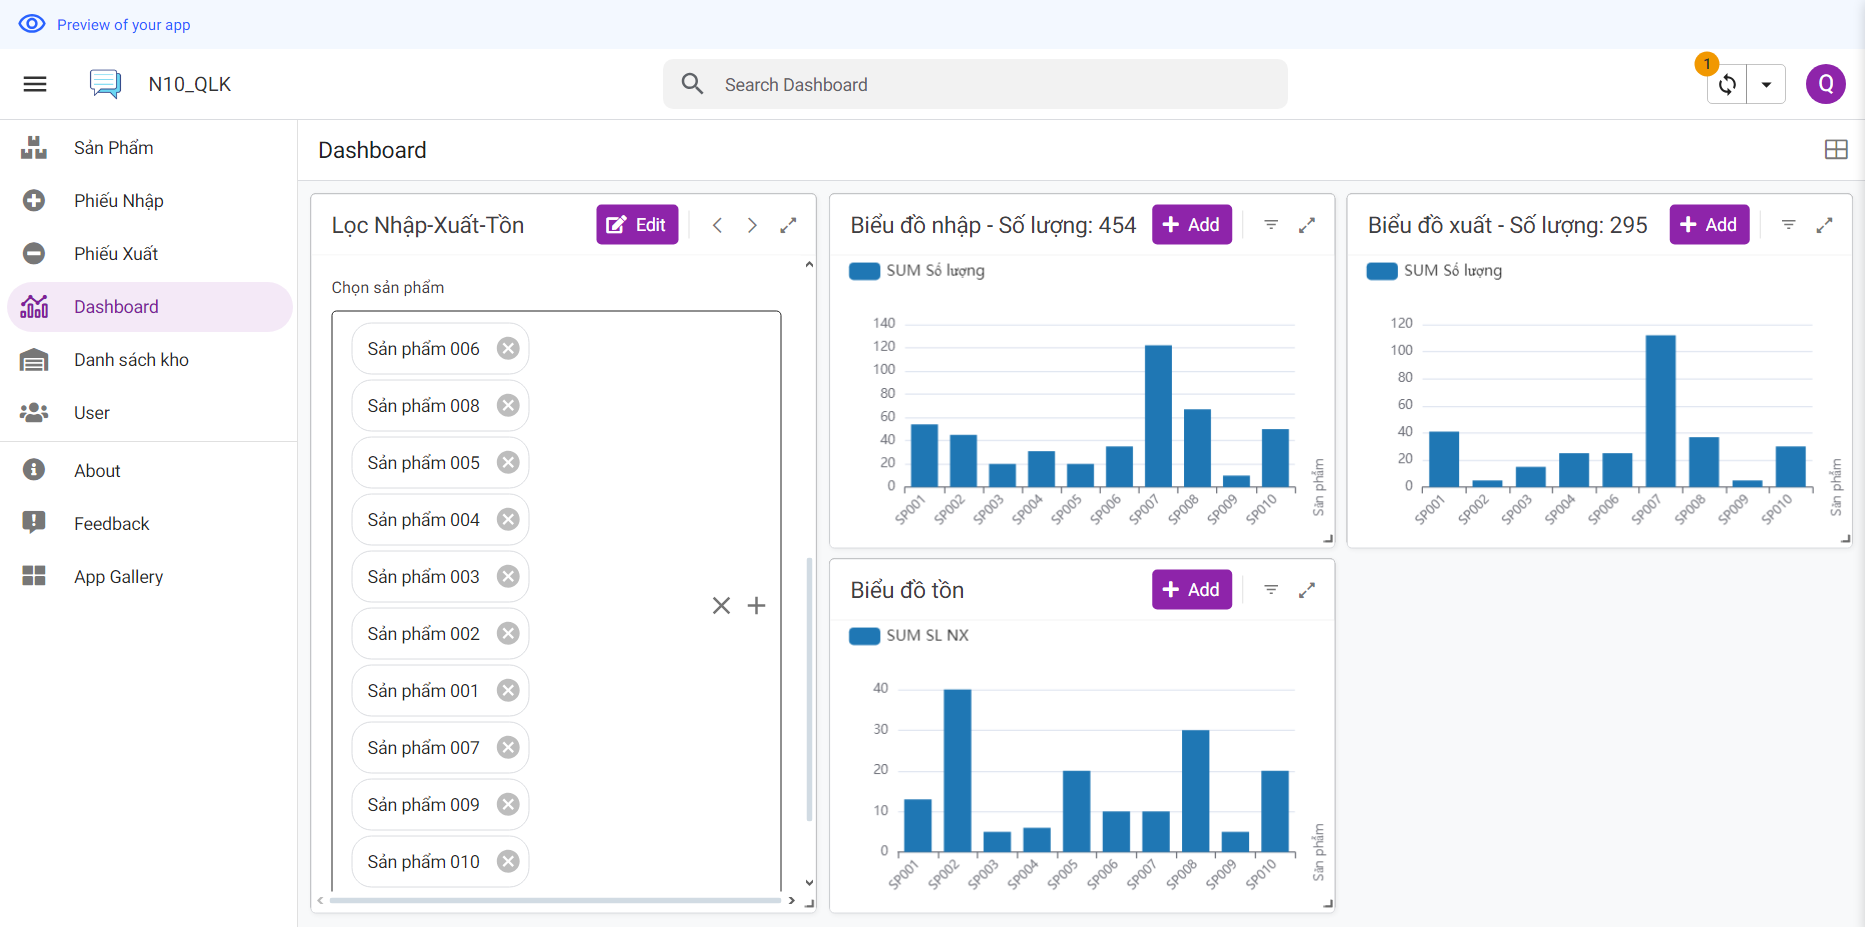 Preview of your app
N10_QLK
Search Dashboard
1
Q
Sản Phẩm
Phiếu Nhập
Phiếu Xuất
Dashboard
Danh sách kho
User
About
Feedback
App Gallery
Dashboard
Lọc Nhập-Xuất-Tồn
Edit
Chọn sản phẩm
Sản phẩm 006
Sản phẩm 008
Sản phẩm 005
Sản phẩm 004
Sản phẩm 003
Sản phẩm 002
Sản phẩm 001
Sản phẩm 007
Sản phẩm 009
Sản phẩm 010
Biểu đồ nhập - Số lượng: 454
Add
SUM Số lượng
140
120
100
80
60
40
20
0
SP001 SP002 SP003 SP004 SP005 SP006 SP007 SP008 SP009 SP010
Sản phẩm
Biểu đồ xuất - Số lượng: 295
Add
SUM Số lượng
120
100
80
60
40
20
0
SP001 SP002 SP003 SP004 SP006 SP007 SP008 SP009 SP010
Sản phẩm
Biểu đồ tồn
Add
SUM SL NX
40
30
20
10
0
SP001 SP002 SP003 SP004 SP005 SP006 SP007 SP008 SP009 SP010
Sản phẩm